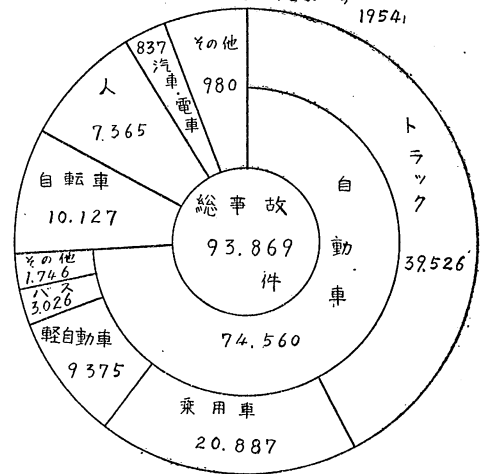 1954,
その他
980
837
汽車・電車
人
7.365
自転車
10.127
その他
1.746
バス
3.026
軽自動車
9375
乗用車
20.887
トラック
39.526
自動車
74.560
総事故
93.869
件